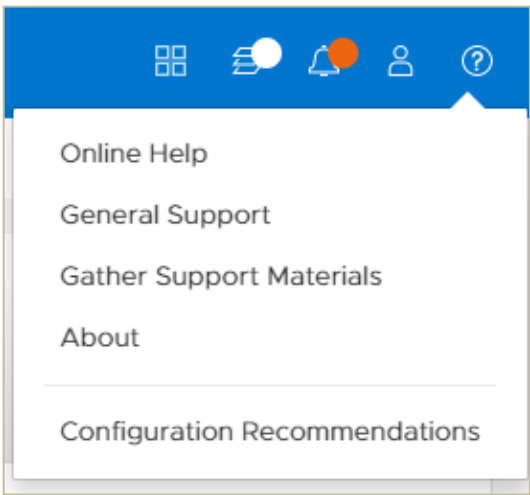 Online Help
General Support
Gather Support Materials
About
Configuration Recommendations